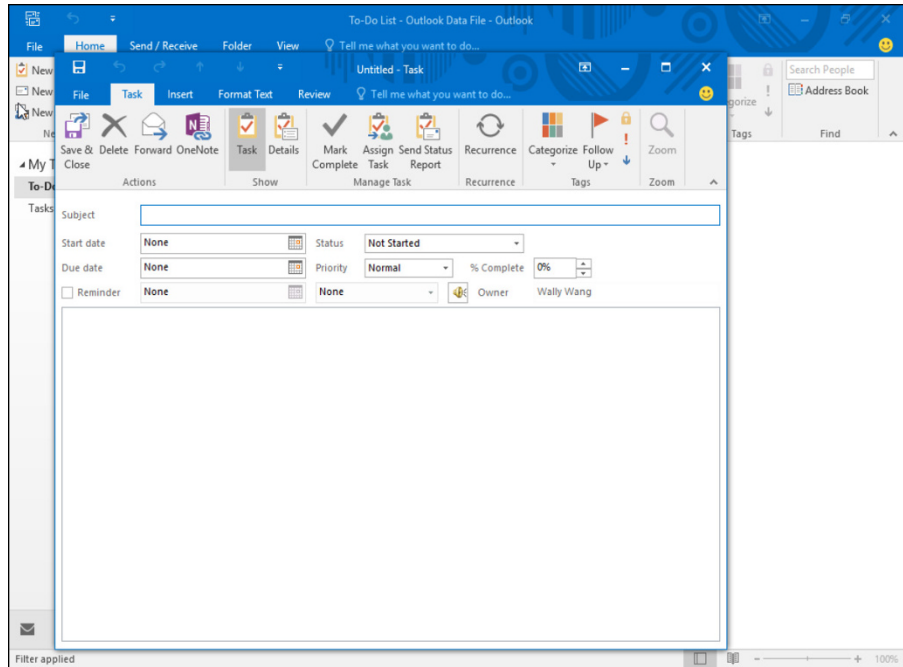 To-Do List - Outlook Data File - Outlook
File Home Send / Receive Folder View Tell me what you want to do...
New
New
New
Ne
Untitled - Task
File Task Insert Format Text Review Tell me what you want to do...
Save & Close
Delete
Forward
OneNote
Actions
Task
Details
Show
Mark Complete
Assign Task
Send Status Report
Manage Task
Recurrence
Recurrence
Categorize
Follow Up
Tags
Zoom
Zoom
gorize
Tags
Search People
Address Book
Find
My T
To-D
Tasks
Subject
Start date None Status Not Started
Due date None Priority Normal % Complete 0%
Reminder None None Owner Wally Wang
Filter applied
100%